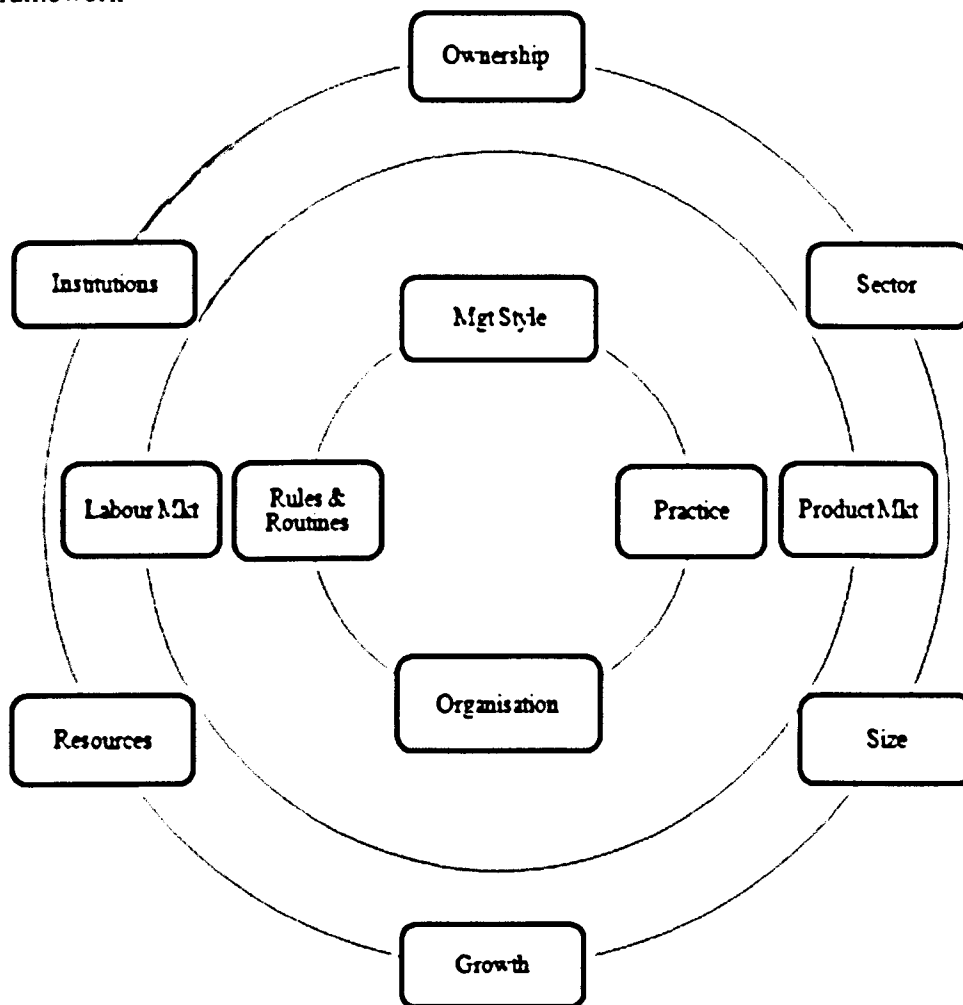 Ownership
Institutions
Sector
Mgt Style
Labour Mkt
Rules &
Routines
Practice
Product Mkt
Organisation
Resources
Size
Growth